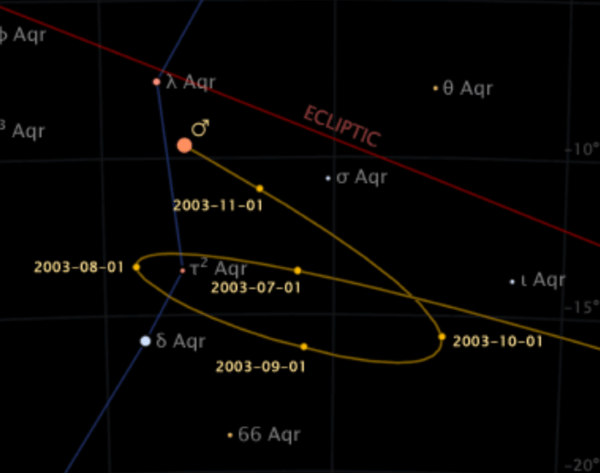 φ Aqr
λ Aqr
θ Aqr
³ Aqr
♂
ECLIPTIC
-10°
σ Aqr
2003-11-01
2003-08-01
τ² Aqr
2003-07-01
ι Aqr
-15°
δ Aqr
2003-10-01
2003-09-01
66 Aqr
-20°